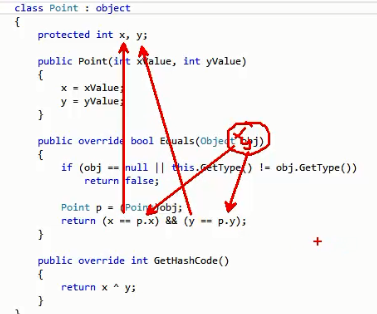 class Point : object
{
protected int x, y;
public Point(int xValue, int yValue)
{
x = xValue;
y = yValue;
}
public override bool Equals(Object obj)
{
if (obj == null || this.GetType() != obj.GetType())
return false;
Point p = (Point)obj;
return (x == p.x) && (y == p.y);
}
public override int GetHashCode()
{
return x ^ y;
}
}